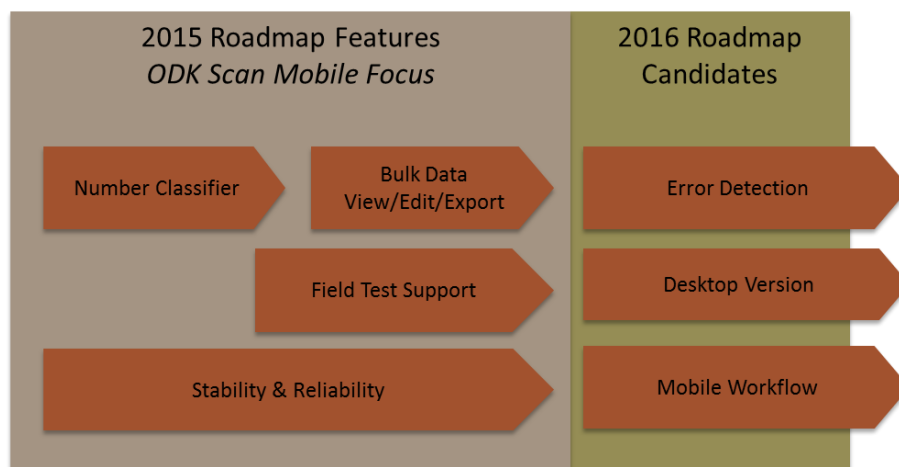 2015 Roadmap Features
ODK Scan Mobile Focus
2016 Roadmap
Candidates
Number Classifier
Bulk Data
View/Edit/Export
Error Detection
Field Test Support
Desktop Version
Stability & Reliability
Mobile Workflow